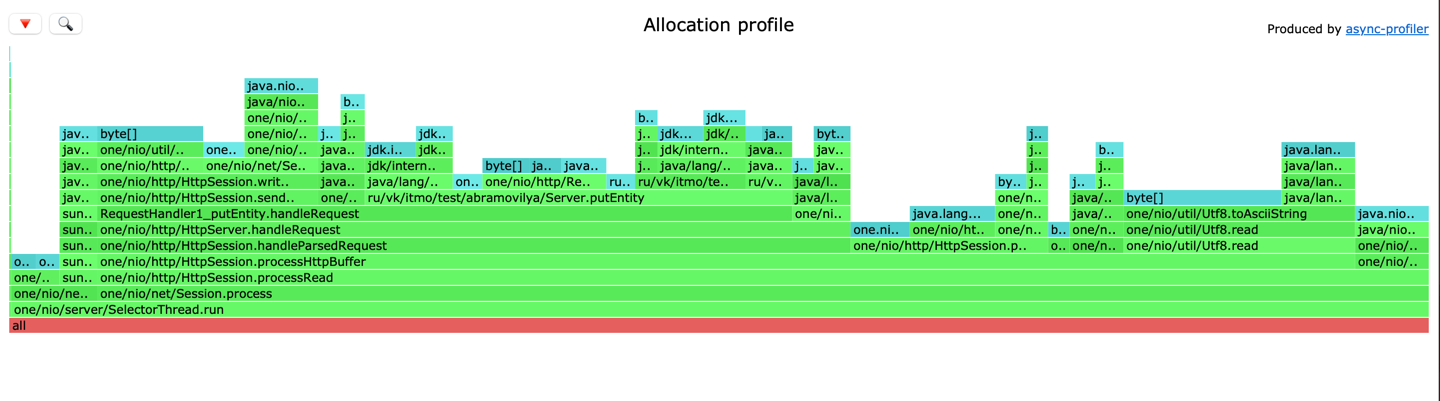 🔻 🔍 Allocation profile Produced by async-profiler
java.nio..
java/nio.. b..
one/nio/.. j.. b.. jdk...
jav.. byte[] one/nio/.. j.. j.. jdk.. j.. jdk... jdk/.. ja.. byt.. j..
jav.. one/nio/util/.. one.. one/nio/.. java.. jdk.i.. jdk.. j.. jdk/intern.. java.. jav.. j.. b.. java.lan..
jav.. one/nio/http/.. one/nio/net/Se.. java.. jdk/intern.. byte[] ja.. java.. j.. java/lang/.. java.. j.. jav.. j.. j.. java/lan..
jav.. one/nio/http/HttpSession.writ.. java.. java/lang/.. on.. one/nio/http/Re.. ru.. ru/vk/itmo/te.. ru/v.. java/l.. by.. j.. j.. j.. java/lan..
jav.. one/nio/http/HttpSession.send.. one/.. ru/vk/itmo/test/abramovilya/Server.putEntity java/l.. one/n.. j.. java/.. byte[] java/lan..
sun.. RequestHandler1_putEntity.handleRequest one/ni.. java.lang... one/n.. java/.. one/nio/util/Utf8.toAsciiString java.nio..
sun.. one/nio/http/HttpServer.handleRequest one.ni.. one/nio/ht.. one/n.. b.. one/n.. one/nio/util/Utf8.read java/nio..
sun.. one/nio/http/HttpSession.handleParsedRequest one/nio/http/HttpSession.p.. o.. one/n.. one/nio/util/Utf8.read one/nio/..
o.. o.. sun.. one/nio/http/HttpSession.processHttpBuffer one/nio/..
one/.. sun.. one/nio/http/HttpSession.processRead
one/nio/ne.. one/nio/net/Session.process
one/nio/server/SelectorThread.run
all